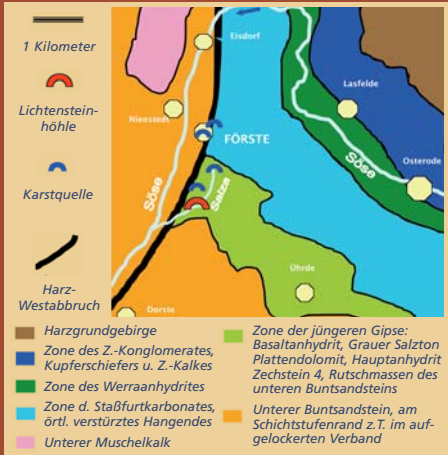 1 Kilometer
Lichtenstein-
höhle
Karstquelle
Harz-
Westabbruch
Eisdorf
Nienstedt
FÖRSTE
Lasfelde
Söse
Osterode
Söse
Salza
Ührde
Dorste
Harzgrundgebirge
Zone des Z.-Konglomerates,
Kupferschiefers u. Z.-Kalkes
Zone des Werraanhydrites
Zone d. Staßfurtkarbonates,
örtl. verstürztes Hangendes
Unterer Muschelkalk
Zone der jüngeren Gipse:
Basaltanhydrit, Grauer Salzton
Plattendolomit, Hauptanhydrit
Zechstein 4, Rutschmassen des
unteren Buntsandsteins
Unterer Buntsandstein, am
Schichtstufenrand z.T. im auf-
gelockerten Verband